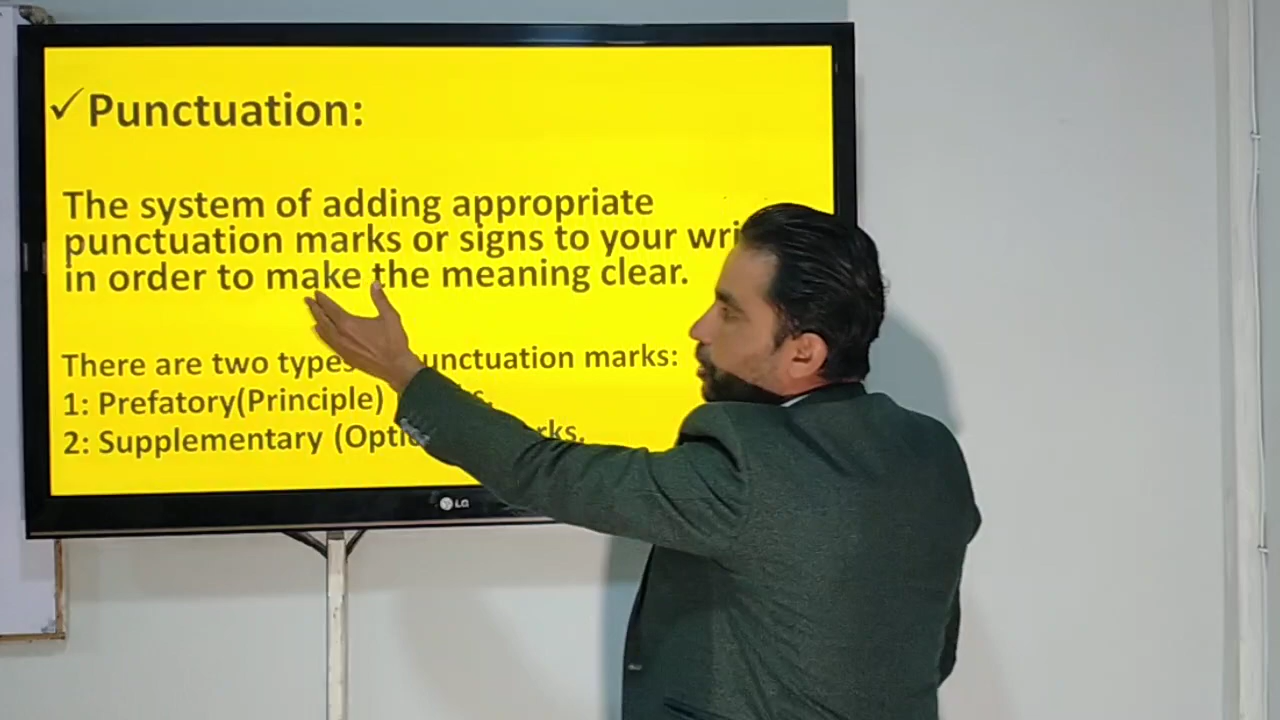 ✓Punctuation:
The system of adding appropriate
punctuation marks or signs to your
in order to make the meaning clear.
There are two types punctuation marks:
1: Prefatory(Principle)
2: Supplementary
LG